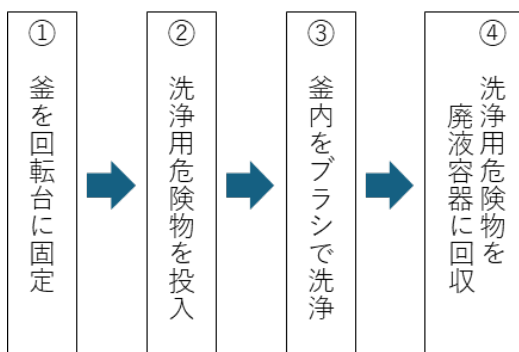 ①
釜を回転台に固定
②
洗浄用危険物を投入
③
釜内をブラシで洗浄
④
洗浄用危険物を
廃液容器に回収